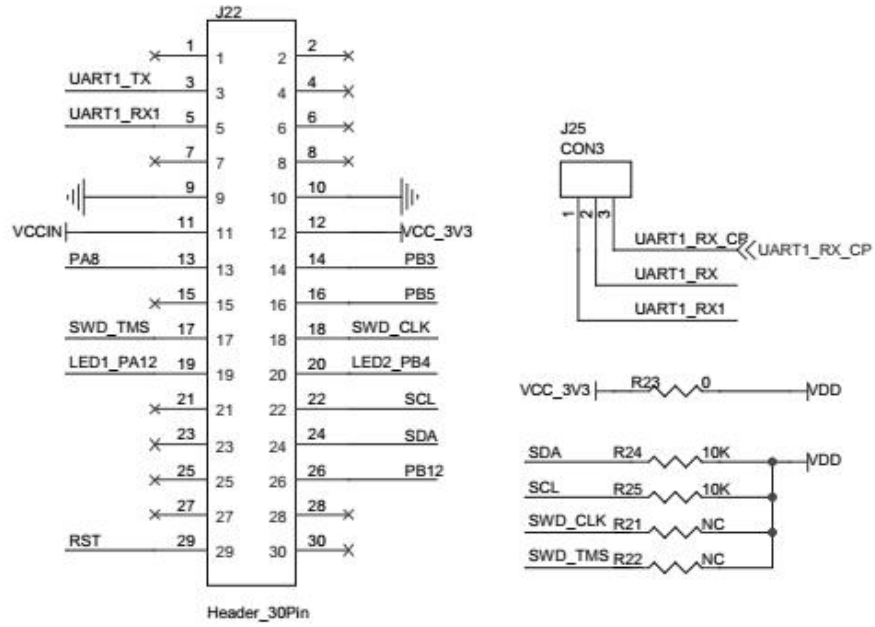 J22
1 1 2 2
UART1_TX 3 3 4 4
UART1_RX1 5 5 6 6
7 7 8 8
9 9 10 10
VCCIN 11 11 12 12 VCC_3V3
PA8 13 13 14 14 PB3
15 15 16 16 PB5
SWD_TMS 17 17 18 18 SWD_CLK
LED1_PA12 19 19 20 20 LED2_PB4
21 21 22 22 SCL
23 23 24 24 SDA
25 25 26 26 PB12
27 27 28 28
RST 29 29 30 30
Header_30Pin
J25
CON3
1 2 3
UART1_RX_CP UART1_RX_CP
UART1_RX
UART1_RX1
VCC_3V3 R23 0 VDD
SDA R24 10K VDD
SCL R25 10K
SWD_CLK R21 NC
SWD_TMS R22 NC